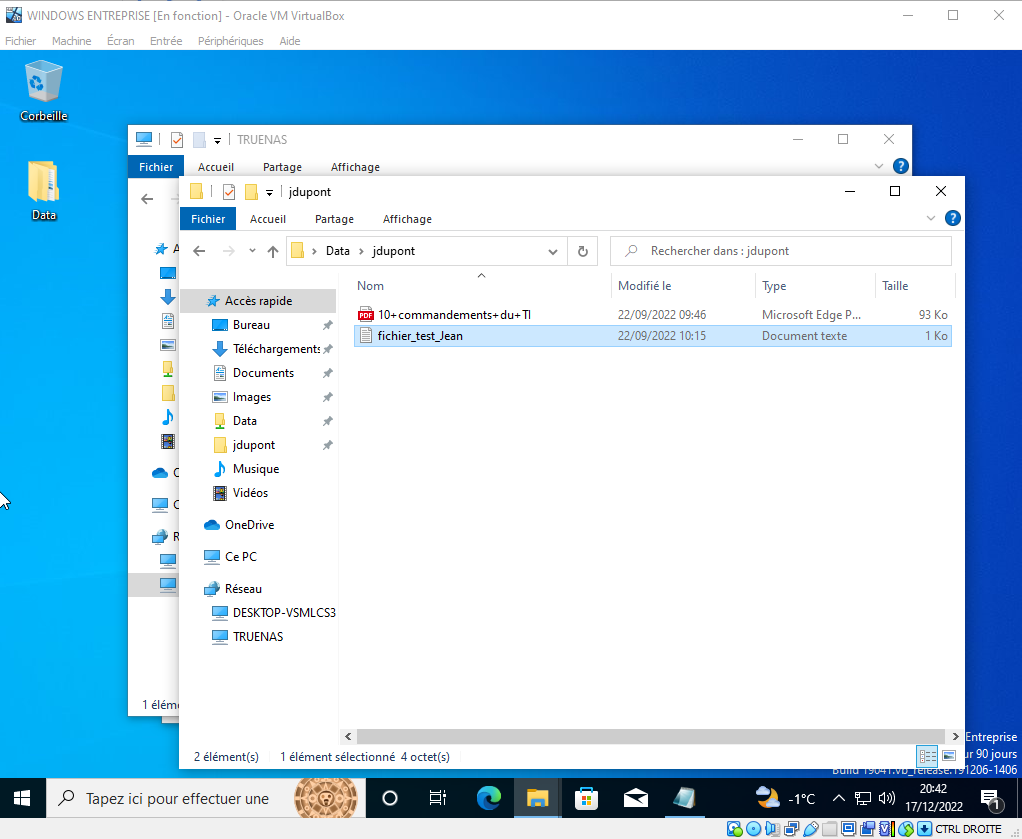 WINDOWS ENTREPRISE [En fonction] - Oracle VM VirtualBox
Fichier Machine Écran Entrée Périphériques Aide
Corbeille
Data
TRUENAS
Fichier Accueil Partage Affichage
jdupont
Fichier Accueil Partage Affichage
Data jdupont
Rechercher dans : jdupont
Nom Modifié le Type Taille
10+commandements+du+TI 22/09/2022 09:46 Microsoft Edge P... 93 Ko
fichier_test_Jean 22/09/2022 10:15 Document texte 1 Ko
Accès rapide
Bureau
Téléchargements
Documents
Images
Data
jdupont
Musique
Vidéos
OneDrive
Ce PC
Réseau
DESKTOP-VSMLCS3
TRUENAS
1 élém
2 élément(s) 1 élément sélectionné 4 octet(s)
Entreprise
ur 90 jours
Build 19041.vb_release.191206-1406
Tapez ici pour effectuer une
-1°C
20:42
17/12/2022
1
CTRL DROITE